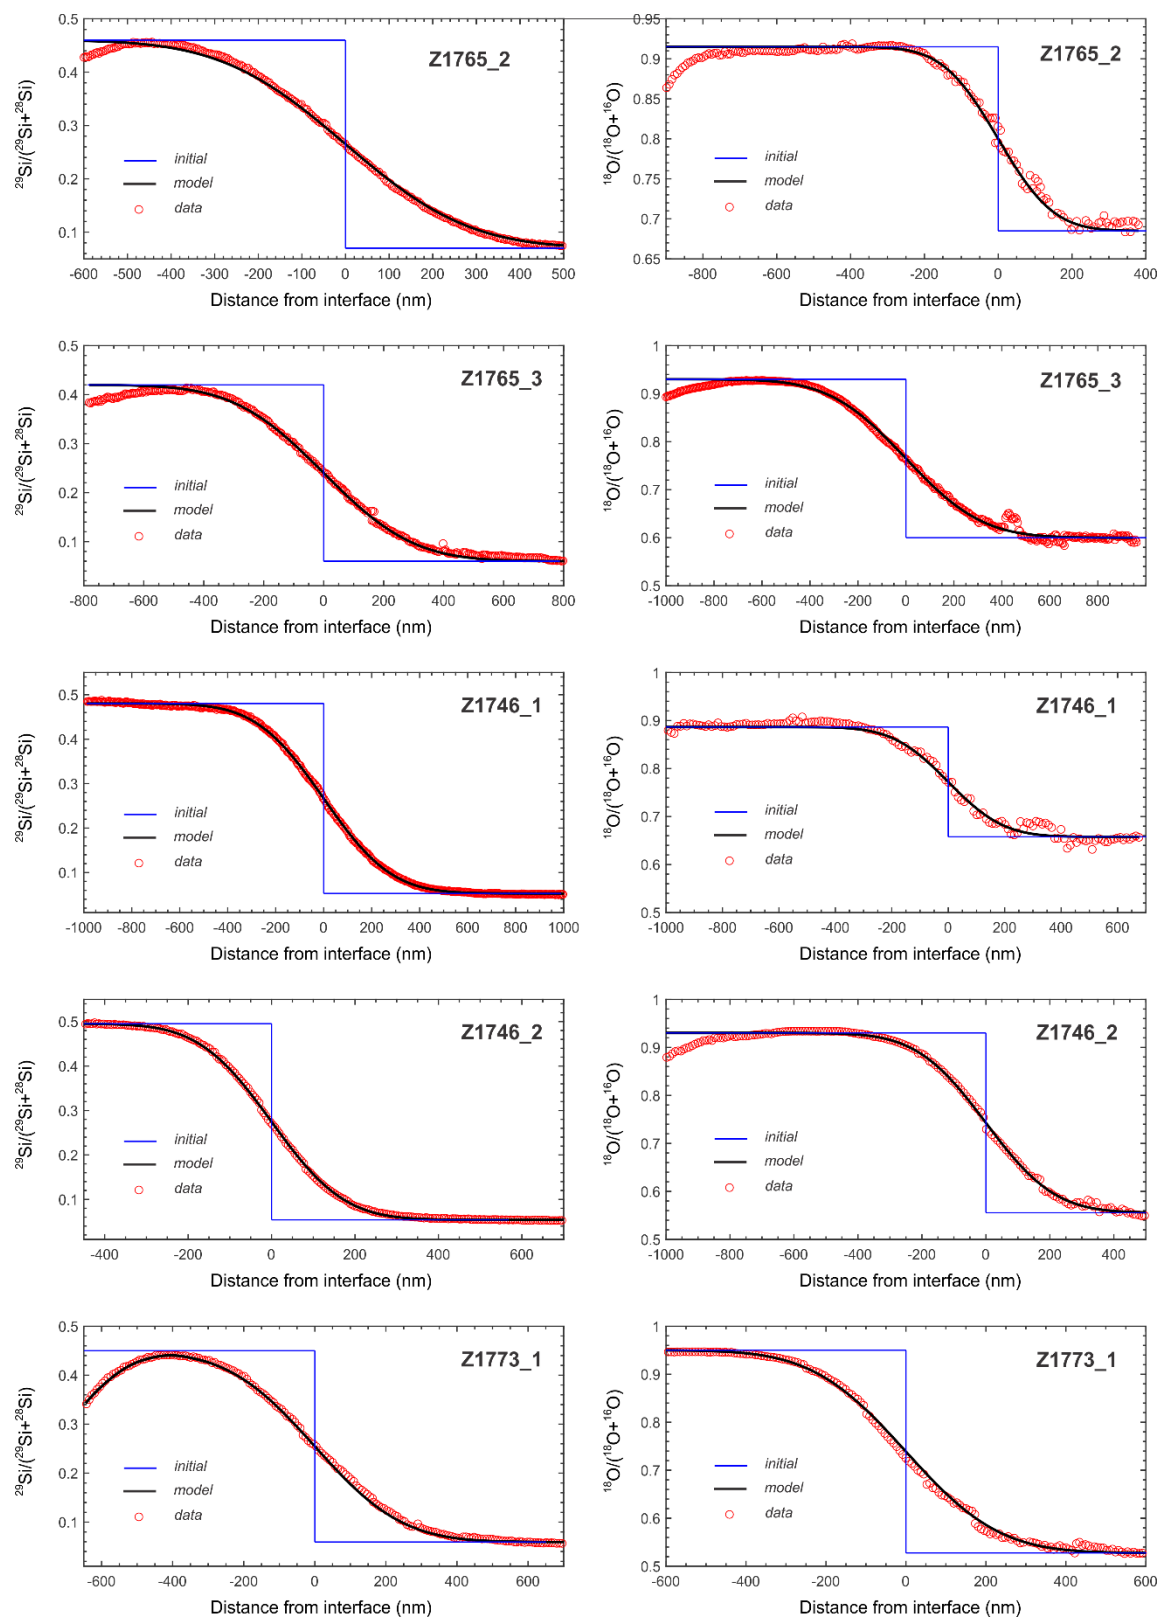 Z1765_2
0.4
0.3
0.2
0.1
²⁹Si/(²⁹Si+²⁸Si)
initial
model
data
-600 -500 -400 -300 -200 -100 0 100 200 300 400 500
Distance from interface (nm)
Z1765_2
0.95
0.9
0.85
0.8
0.75
0.7
0.65
¹⁸O/(¹⁸O+¹⁶O)
initial
model
data
-800 -600 -400 -200 0 200 400
Distance from interface (nm)
Z1765_3
0.5
0.4
0.3
0.2
0.1
²⁹Si/(²⁹Si+²⁸Si)
initial
model
data
-800 -600 -400 -200 0 200 400 600 800
Distance from interface (nm)
Z1765_3
1
0.9
0.8
0.7
0.6
0.5
¹⁸O/(¹⁸O+¹⁶O)
initial
model
data
-1000 -800 -600 -400 -200 0 200 400 600 800
Distance from interface (nm)
Z1746_1
0.5
0.4
0.3
0.2
0.1
²⁹Si/(²⁹Si+²⁸Si)
initial
model
data
-1000 -800 -600 -400 -200 0 200 400 600 800 1000
Distance from interface (nm)
Z1746_1
1
0.9
0.8
0.7
0.6
0.5
¹⁸O/(¹⁸O+¹⁶O)
initial
model
data
-1000 -800 -600 -400 -200 0 200 400 600
Distance from interface (nm)
Z1746_2
0.5
0.4
0.3
0.2
0.1
²⁹Si/(²⁹Si+²⁸Si)
initial
model
data
-400 -200 0 200 400 600
Distance from interface (nm)
Z1746_2
1
0.9
0.8
0.7
0.6
0.5
¹⁸O/(¹⁸O+¹⁶O)
initial
model
data
-1000 -800 -600 -400 -200 0 200 400
Distance from interface (nm)
Z1773_1
0.5
0.4
0.3
0.2
0.1
²⁹Si/(²⁹Si+²⁸Si)
initial
model
data
-600 -400 -200 0 200 400 600
Distance from interface (nm)
Z1773_1
1
0.9
0.8
0.7
0.6
0.5
¹⁸O/(¹⁸O+¹⁶O)
initial
model
data
-600 -400 -200 0 200 400 600
Distance from interface (nm)